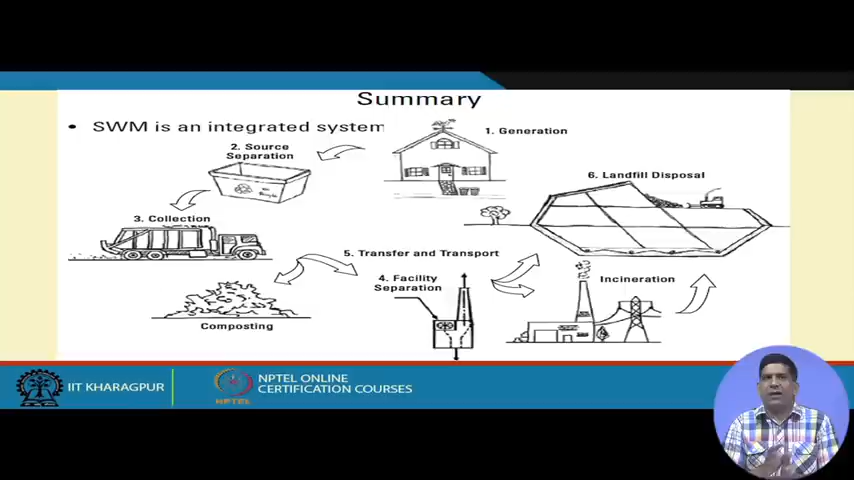 Summary
• SWM is an integrated system
1. Generation
2. Source
Separation
6. Landfill Disposal
3. Collection
5. Transfer and Transport
4. Facility
Separation
Incineration
Composting
IIT KHARAGPUR
NPTEL
NPTEL ONLINE
CERTIFICATION COURSES